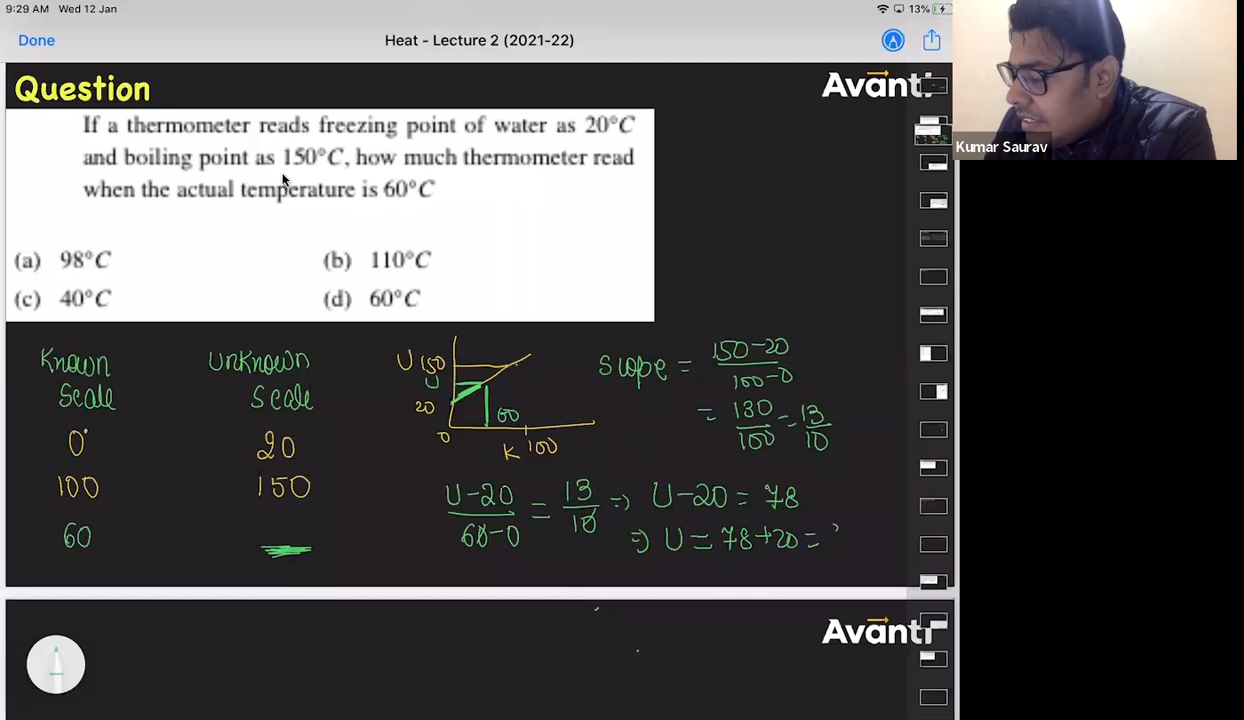 9:29 AM Wed 12 Jan
13%
Done
Heat - Lecture 2 (2021-22)
Question
Avanti
If a thermometer reads freezing point of water as 20°C
and boiling point as 150°C, how much thermometer read
when the actual temperature is 60°C
(a) 98°C
(b) 110°C
(c) 40°C
(d) 60°C
Kumar Saurav
Known Scale
Unknown Scale
0°
20
100
150
60
U 150
U
20
0
60
K 100
Slope = 150-20 / 100-0
= 130/100 = 13/10
U-20 / 60-0 = 13/10 ⇒ U-20 = 78
⇒ U = 78+20 =
Avanti